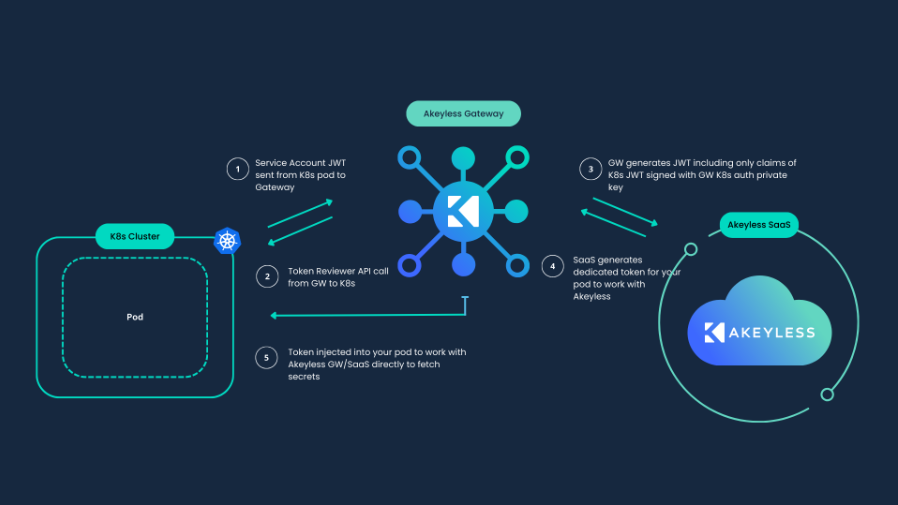 Akeyless Gateway
1
Service Account JWT
sent from K8s pod to
Gateway
3
GW generates JWT including only claims of
K8s JWT signed with GW K8s auth private
key
K8s Cluster
Akeyless SaaS
2
Token Reviewer API call
from GW to K8s
4
SaaS generates
dedicated token for your
pod to work with
Akeyless
Pod
AKEYLESS
5
Token injected into your pod to work with
Akeyless GW/SaaS directly to fetch
secrets